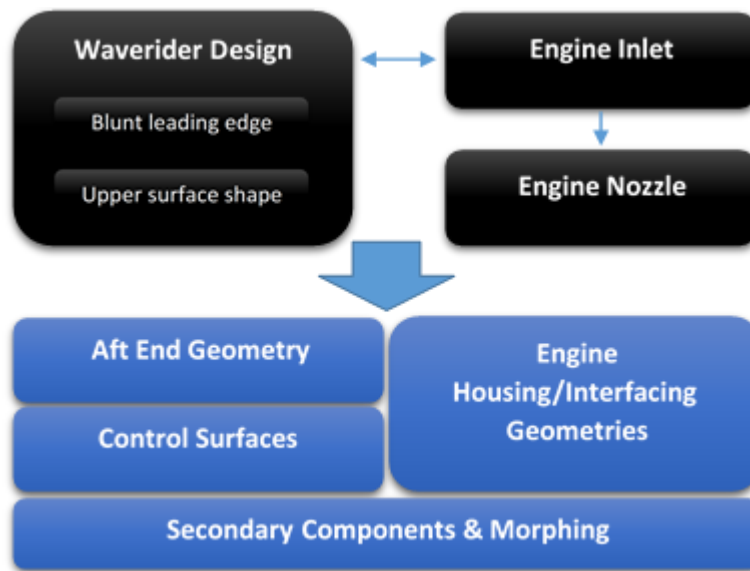 Waverider Design
Blunt leading edge
Upper surface shape
Engine Inlet
Engine Nozzle
Aft End Geometry
Control Surfaces
Engine
Housing/Interfacing
Geometries
Secondary Components & Morphing